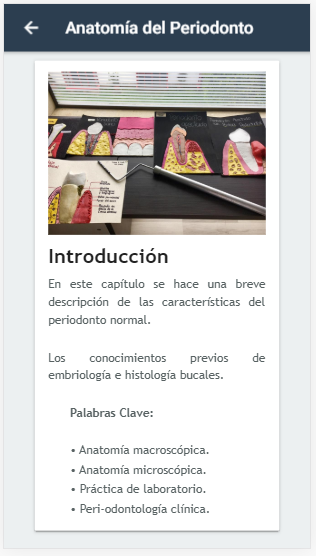 Anatomía del Periodonto
Introducción
En este capítulo se hace una breve
descripción de las características del
periodonto normal.
Los conocimientos previos de
embriología e histología bucales.
Palabras Clave:
• Anatomía macroscópica.
• Anatomía microscópica.
• Práctica de laboratorio.
• Peri-odontología clínica.